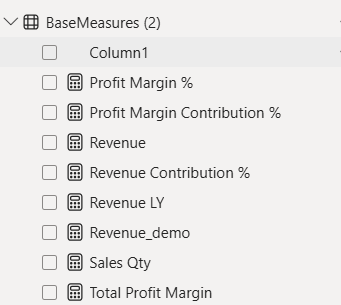 BaseMeasures (2)
Column1
Profit Margin %
Profit Margin Contribution %
Revenue
Revenue Contribution %
Revenue LY
Revenue_demo
Sales Qty
Total Profit Margin